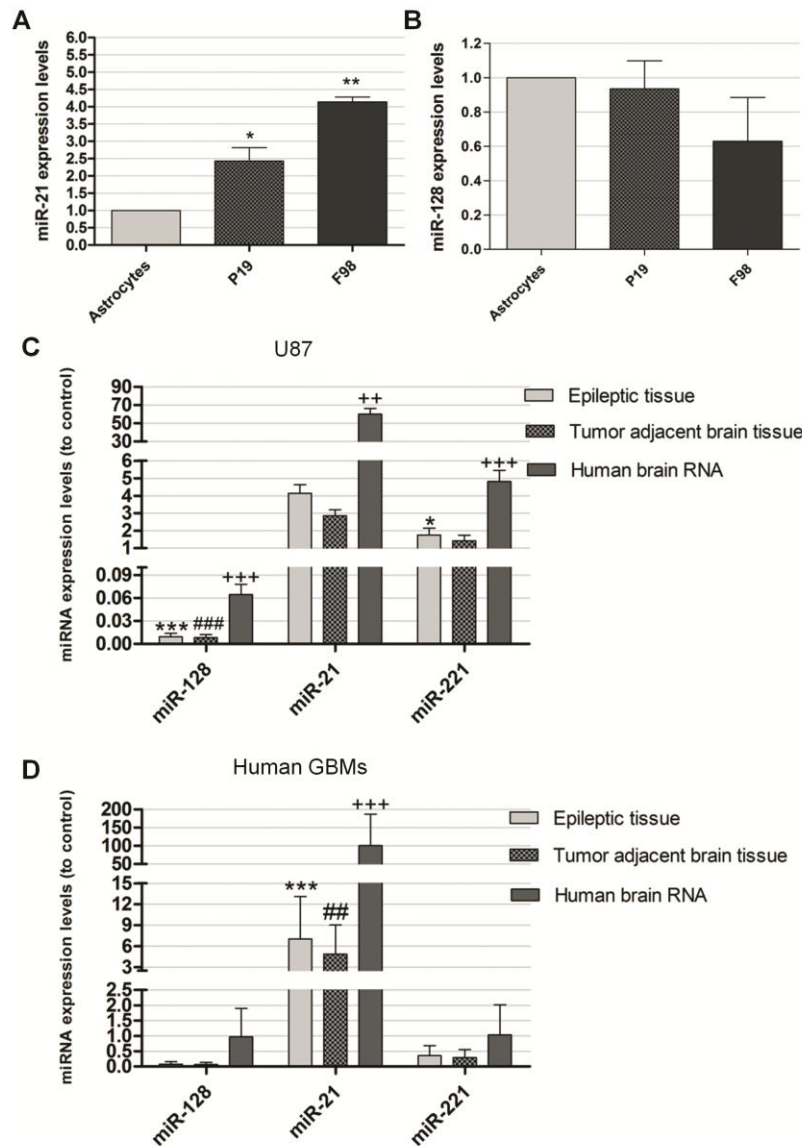 A
miR-21 expression levels
6.0
5.5
5.0
4.5
4.0
3.5
3.0
2.5
2.0
1.5
1.0
0.5
0.0
*
**
Astrocytes
P19
F98
B
miR-128 expression levels
1.2
1.0
0.8
0.6
0.4
0.2
0.0
Astrocytes
P19
F98
C
U87
miRNA expression levels (to control)
90
70
50
30
6
5
4
3
2
1
0.09
0.06
0.03
0.00
***
###
+++
++
*
+++
miR-128
miR-21
miR-221
Epileptic tissue
Tumor adjacent brain tissue
Human brain RNA
D
Human GBMs
miRNA expression levels (to control)
200
150
100
50
15
12
9
6
3
2.5
2.0
1.5
1.0
0.5
0.0
***
##
+++
miR-128
miR-21
miR-221
Epileptic tissue
Tumor adjacent brain tissue
Human brain RNA